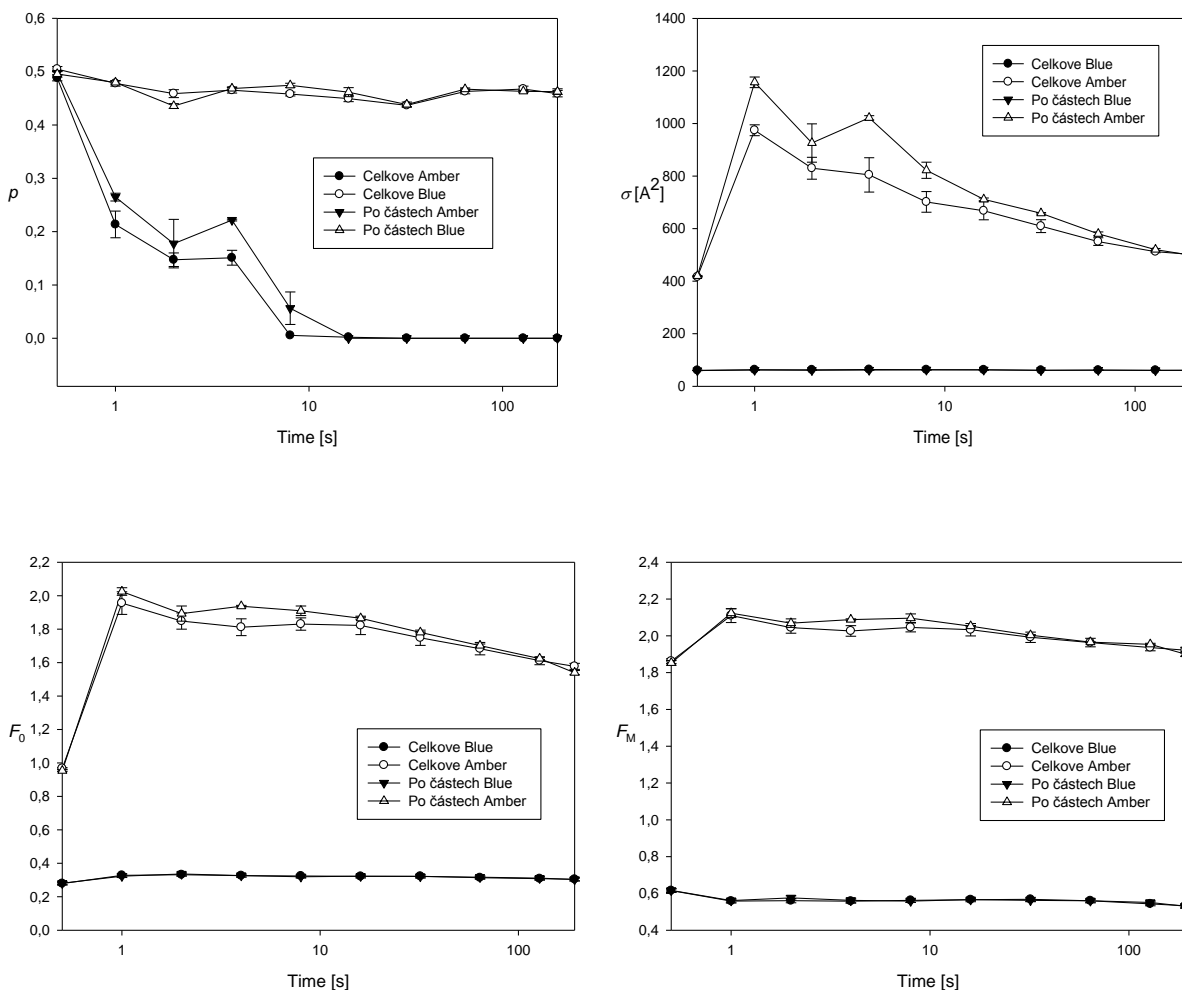 0,6
0,5
0,4
0,3
0,2
0,1
0,0
p
Celkove Amber
Celkove Blue
Po částech Amber
Po částech Blue
1 10 100
Time [s]
1400
1200
1000
800
600
400
200
0
σ [A²]
Celkove Blue
Celkove Amber
Po částech Blue
Po částech Amber
1 10 100
Time [s]
2,2
2,0
1,8
1,6
1,4
1,2
1,0
0,8
0,6
0,4
0,2
0,0
F₀
Celkove Blue
Celkove Amber
Po částech Blue
Po částech Amber
1 10 100
Time [s]
2,4
2,2
2,0
1,8
1,6
1,4
1,2
1,0
0,8
0,6
0,4
F_M
Celkove Blue
Celkove Amber
Po částech Blue
Po částech Amber
1 10 100
Time [s]